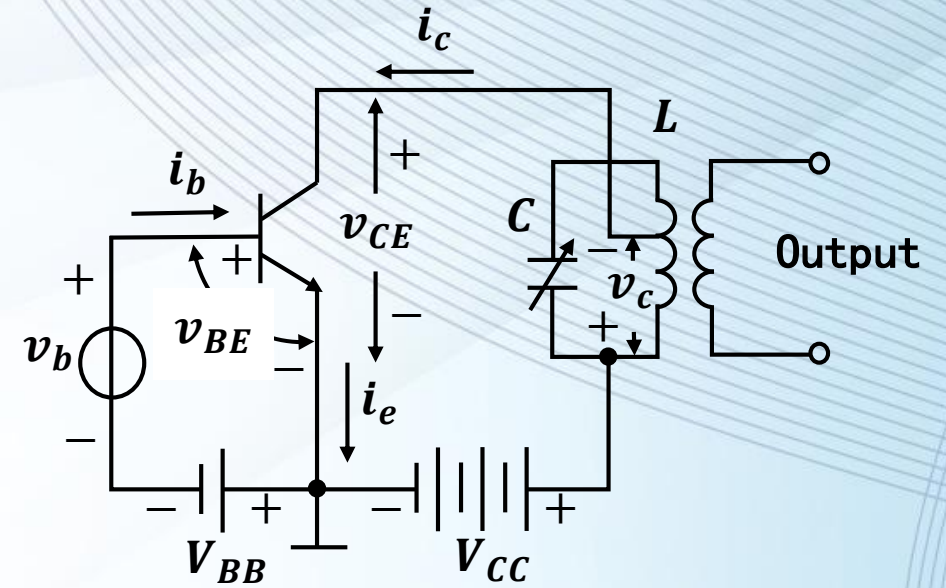 i_c
L
i_b
+
C
v_CE
+
−
Output
+
v_c
v_BE
−
+
−
v_b
i_e
−
−
+
−
+
V_BB
V_CC